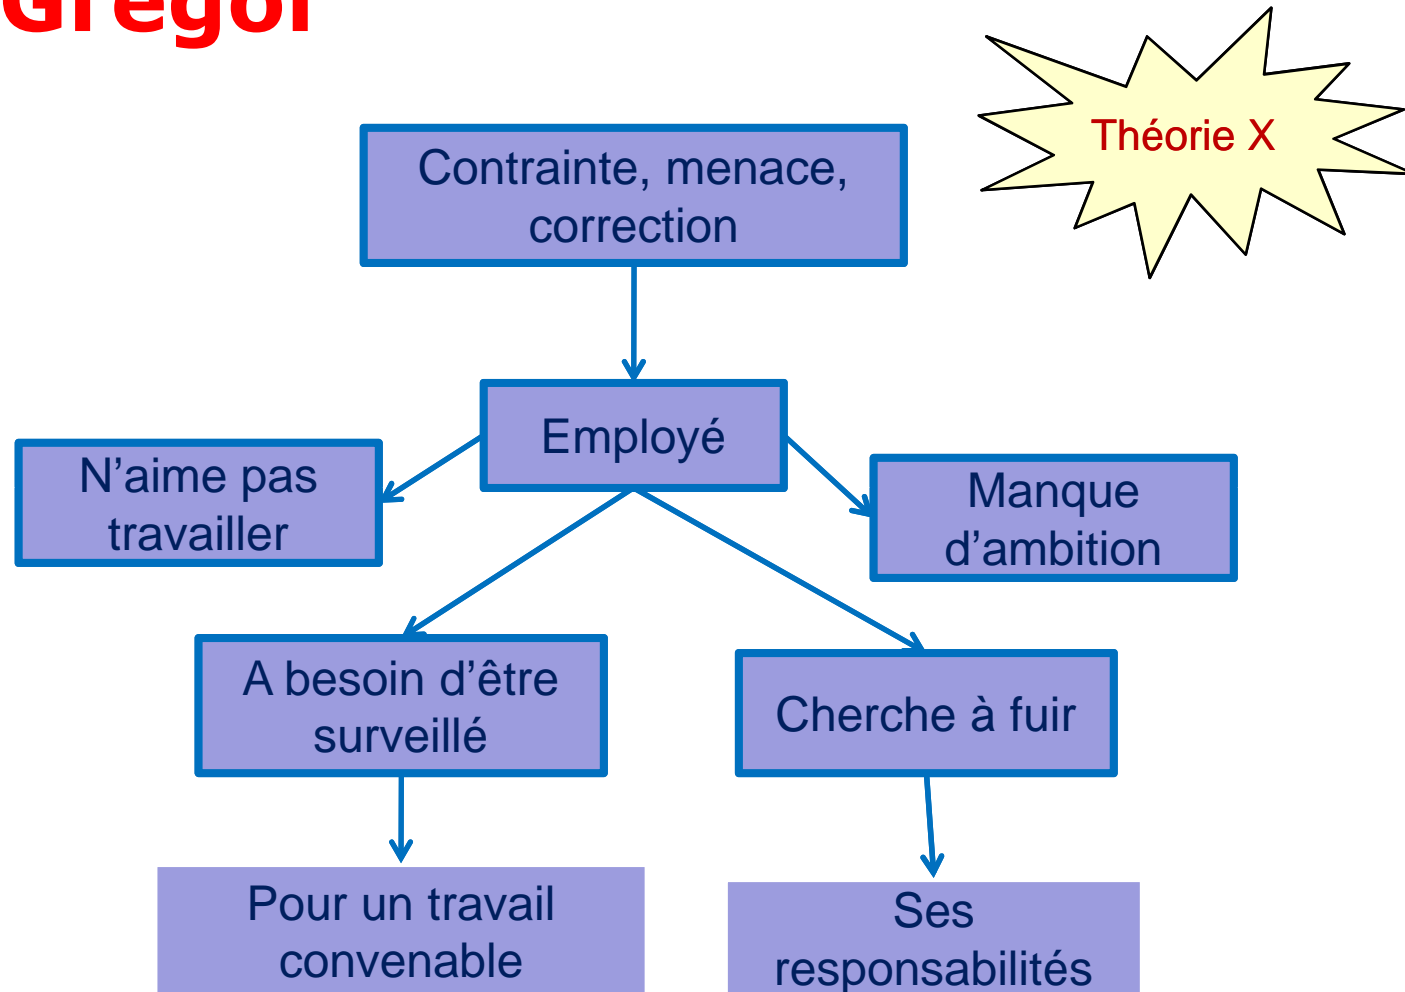 Gregor
Théorie X
Contrainte, menace,
correction
Employé
N’aime pas
travailler
Manque
d’ambition
A besoin d’être
surveillé
Cherche à fuir
Pour un travail
convenable
Ses
responsabilités